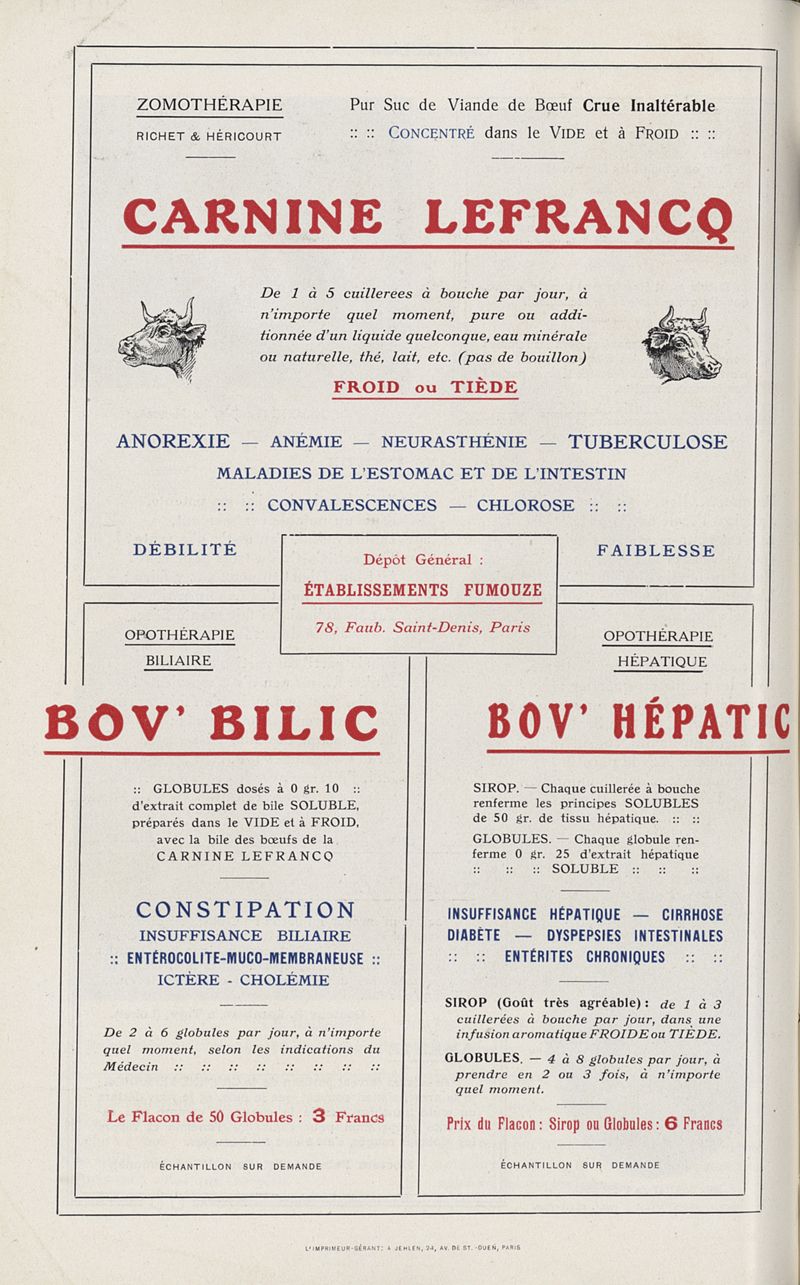 ZOMOTHÉRAPIE
RICHET & HÉRICOURT
Pur Suc de Viande de Bœuf Crue Inaltérable
:: :: CONCENTRÉ dans le VIDE et à FROID :: ::
CARNINE LEFRANCQ
De 1 à 5 cuillerees à bouche par jour, à
n'importe quel moment, pure ou addi-
tionnée d'un liquide quelconque, eau minérale
ou naturelle, thé, lait, etc. (pas de bouillon)
FROID ou TIÈDE
ANOREXIE — ANÉMIE — NEURASTHÉNIE — TUBERCULOSE
MALADIES DE L'ESTOMAC ET DE L'INTESTIN
:: :: CONVALESCENCES — CHLOROSE :: ::
DÉBILITÉ
FAIBLESSE
Dépôt Général :
ÉTABLISSEMENTS FUMOUZE
78, Faub. Saint-Denis, Paris
OPOTHÉRAPIE
BILIAIRE
BOV' BILIC
:: GLOBULES dosés à 0 gr. 10 ::
d'extrait complet de bile SOLUBLE,
préparés dans le VIDE et à FROID,
avec la bile des bœufs de la
CARNINE LEFRANCQ
CONSTIPATION
INSUFFISANCE BILIAIRE
:: ENTÉROCOLITE-MUCO-MEMBRANEUSE ::
ICTÈRE - CHOLÉMIE
De 2 à 6 globules par jour, à n'importe
quel moment, selon les indications du
Médecin :: :: :: :: :: :: :: ::
Le Flacon de 50 Globules : 3 Francs
ÉCHANTILLON SUR DEMANDE
OPOTHÉRAPIE
HÉPATIQUE
BOV' HÉPATIC
SIROP. — Chaque cuillerée à bouche
renferme les principes SOLUBLES
de 50 gr. de tissu hépatique. :: ::
GLOBULES. — Chaque globule ren-
ferme 0 gr. 25 d'extrait hépatique
:: :: :: SOLUBLE :: :: ::
INSUFFISANCE HÉPATIQUE — CIRRHOSE
DIABÈTE — DYSPEPSIES INTESTINALES
:: :: ENTÉRITES CHRONIQUES :: ::
SIROP (Goût très agréable) : de 1 à 3
cuillerées à bouche par jour, dans une
infusion aromatique FROIDE ou TIÈDE.
GLOBULES. — 4 à 8 globules par jour, à
prendre en 2 ou 3 fois, à n'importe
quel moment.
Prix du Flacon : Sirop ou Globules : 6 Francs
ÉCHANTILLON SUR DEMANDE
L'IMPRIMEUR-GÉRANT: A JEHLEN, 24, AV. DE ST.-OUEN, PARIS